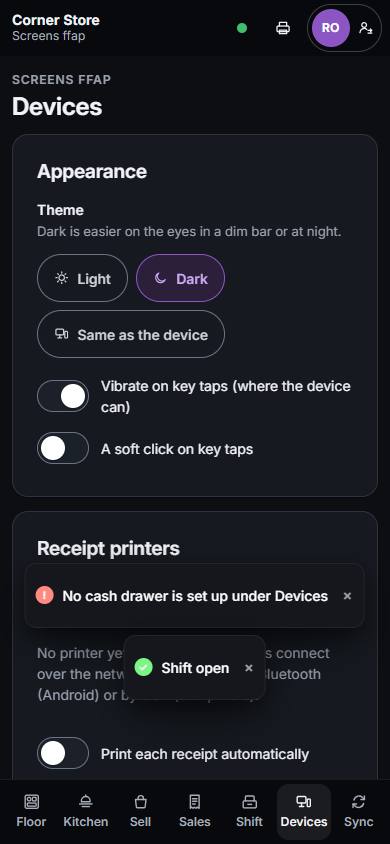 Corner Store
Screens ffap
RO
SCREENS FFAP
Devices
Appearance
Theme
Dark is easier on the eyes in a dim bar or at night.
Light
Dark
Same as the device
Vibrate on key taps (where the device
can)
A soft click on key taps
Receipt printers
No cash drawer is set up under Devices
No printer connect
over the
(Android) or
Shift open
Print each receipt automatically
Floor
Kitchen
Sell
Sales
Shift
Devices
Sync